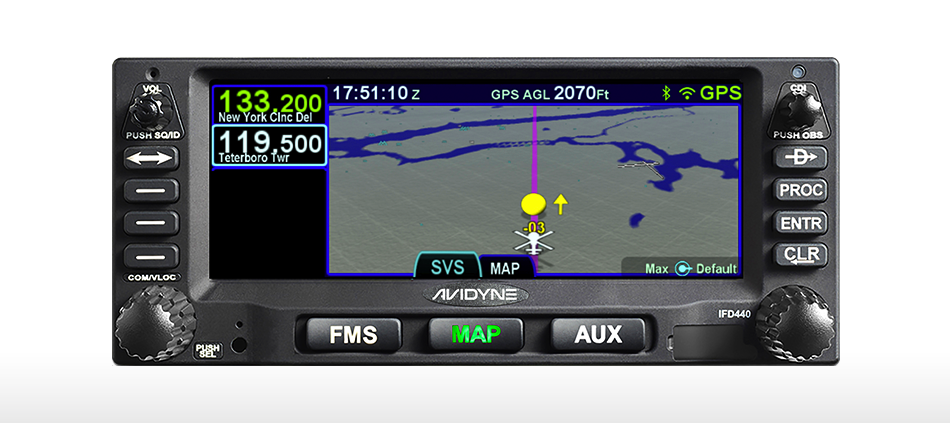 VOL
PUSH SQ/ID
COM/VLOC
PUSH SEL
133.200
New York Clnc Del
119.500
Teterboro Twr
17:51:10 Z
GPS AGL 2070Ft
GPS
-03
SVS
MAP
Max Default
AVIDYNE
FMS
MAP
AUX
IFD440
CDI
PUSH OBS
D
PROC
ENTR
CLR